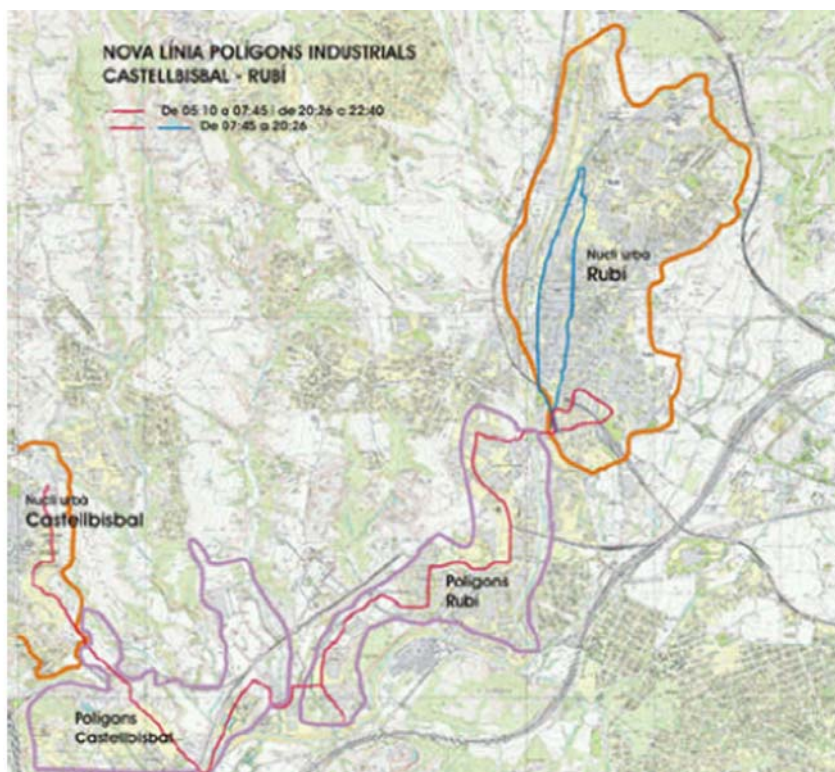 NOVA LÍNIA POLÍGONS INDUSTRIALS
CASTELLBISBAL - RUBÍ
De 05:10 a 07:45 i de 20:26 a 22:40
De 07:45 a 20:26
Nucli urbà
Rubí
Nucli urbà
Castellbisbal
Polígons
Rubí
Polígons
Castellbisbal